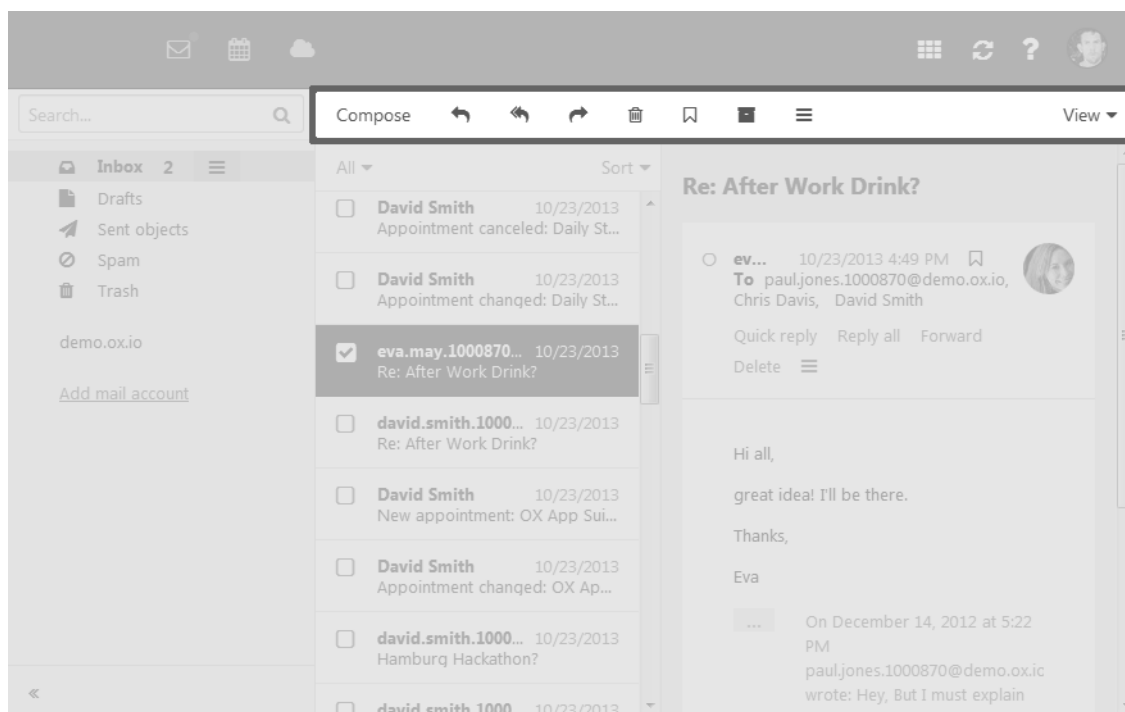 Search...
Compose
View
Inbox 2
Drafts
Sent objects
Spam
Trash
demo.ox.io
Add mail account
All
Sort
David Smith 10/23/2013
Appointment canceled: Daily St...
David Smith 10/23/2013
Appointment changed: Daily St...
eva.may.1000870... 10/23/2013
Re: After Work Drink?
david.smith.1000... 10/23/2013
Re: After Work Drink?
David Smith 10/23/2013
New appointment: OX App Sui...
David Smith 10/23/2013
Appointment changed: OX Ap...
david.smith.1000... 10/23/2013
Hamburg Hackathon?
david.smith.1000... 10/23/2013
Re: After Work Drink?
ev... 10/23/2013 4:49 PM
To paul.jones.1000870@demo.ox.io,
Chris Davis, David Smith
Quick reply Reply all Forward
Delete
Hi all,
great idea! I'll be there.
Thanks,
Eva
...
On December 14, 2012 at 5:22
PM
paul.jones.1000870@demo.ox.ic
wrote: Hey, But I must explain